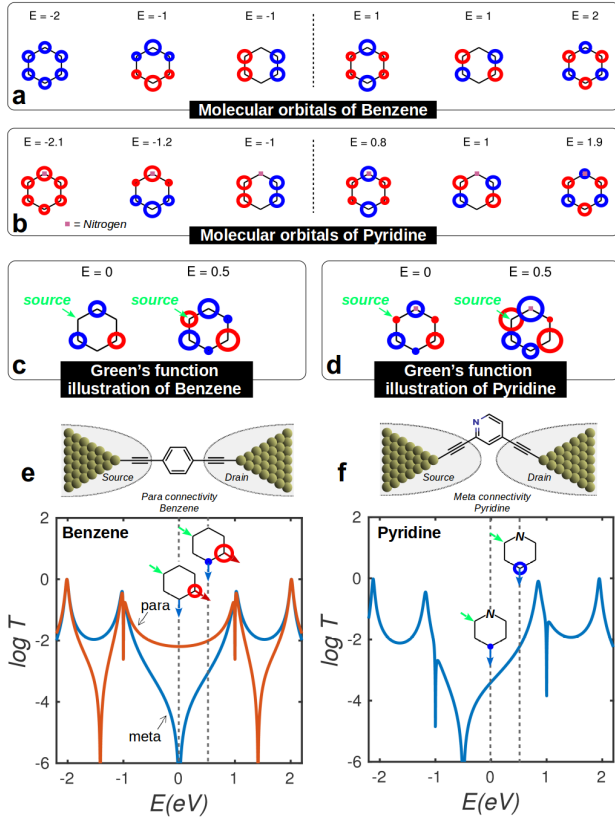 E = -2 E = -1 E = -1 E = 1 E = 1 E = 2
a
Molecular orbitals of Benzene
E = -2.1 E = -1.2 E = -1 E = 0.8 E = 1 E = 1.9
b
= Nitrogen
Molecular orbitals of Pyridine
E = 0 E = 0.5
source source
c
Green's function
illustration of Benzene
E = 0 E = 0.5
source source
d
Green's function
illustration of Pyridine
e
Source Drain
Para connectivity
Benzene
N
f
Source Drain
Meta connectivity
Pyridine
Benzene
para
meta
log T
2
0
-2
-4
-6
-2 -1 0 1 2
E(eV)
Pyridine
N
N
log T
2
0
-2
-4
-6
-2 -1 0 1 2
E(eV)